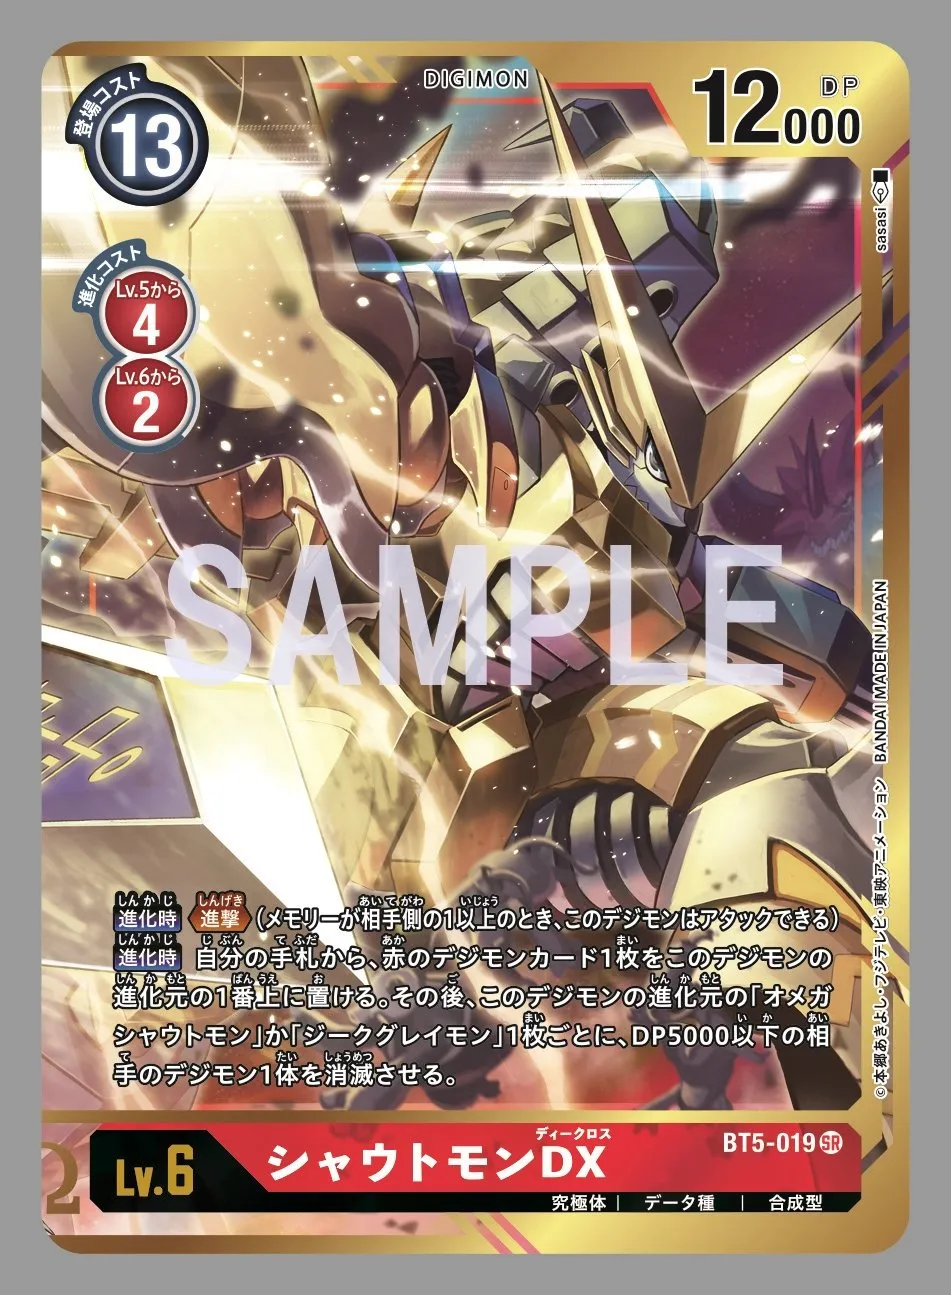 DIGIMON
登場コスト
13
DP
12000
進化コスト
Lv.5から
4
Lv.6から
2
sasasi
SAMPLE
進化時 進撃 (メモリーが相手側の1以上のとき、このデジモンはアタックできる)
進化時 自分の手札から、赤のデジモンカード1枚をこのデジモンの
進化元の1番上に置ける。その後、このデジモンの進化元の「オメガ
シャウトモン」か「ジークグレイモン」1枚ごとに、DP5000以下の相
手のデジモン1体を消滅させる。
©本郷あきよし・フジテレビ・東映アニメーション BANDAI MADE IN JAPAN
Lv.6
ディークロス
シャウトモンDX
BT5-019 SR
究極体 | データ種 | 合成型
Ω